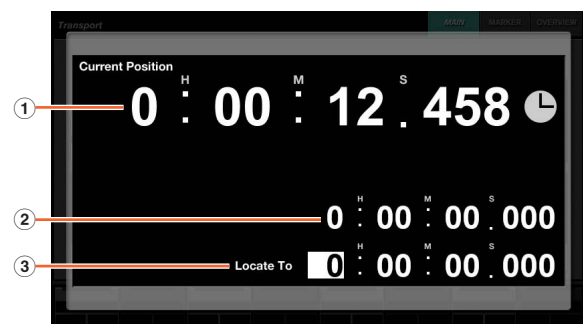 Transport MAIN MARKER OVERVIEW
Current Position
H M S
1 0 : 00 : 12 . 458
H M S
2 0 : 00 : 00 . 000
H M S
3 Locate To 0 : 00 : 00 . 000